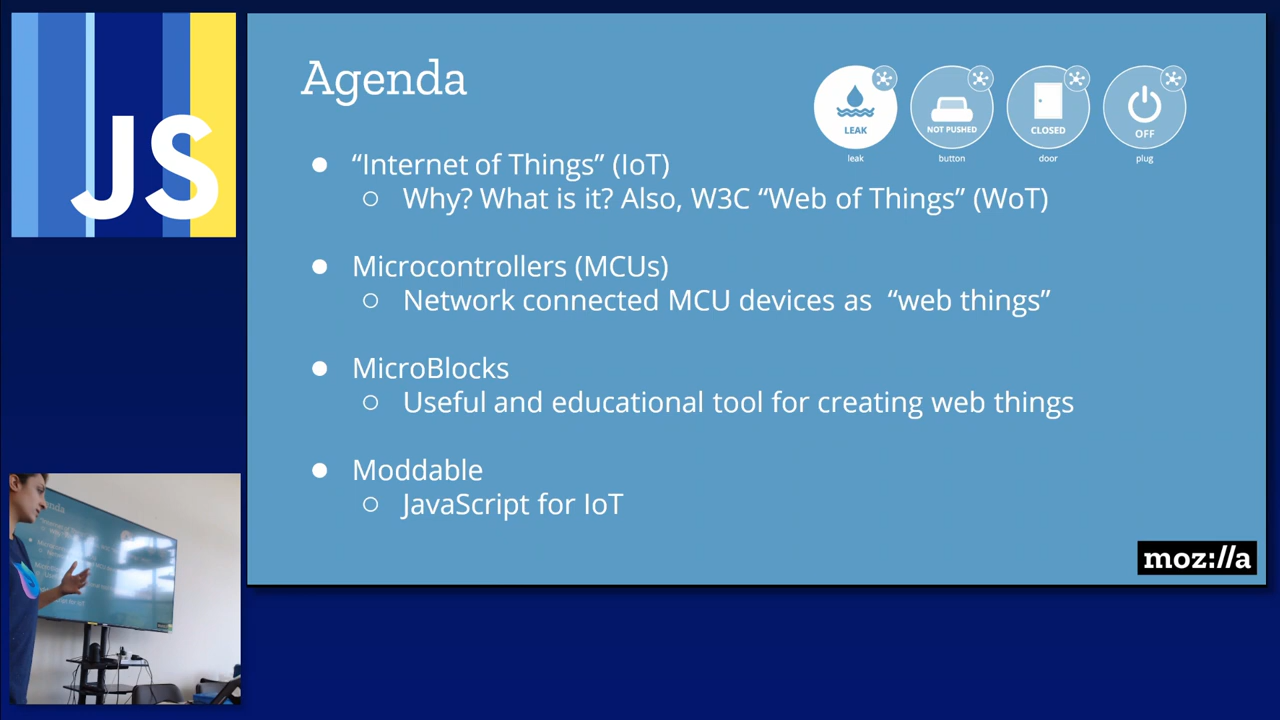 JS
Agenda
LEAK
NOT PUSHED
CLOSED
OFF
leak
button
door
plug
● “Internet of Things” (IoT)
○ Why? What is it? Also, W3C “Web of Things” (WoT)
● Microcontrollers (MCUs)
○ Network connected MCU devices as “web things”
● MicroBlocks
○ Useful and educational tool for creating web things
● Moddable
○ JavaScript for IoT
moz://a